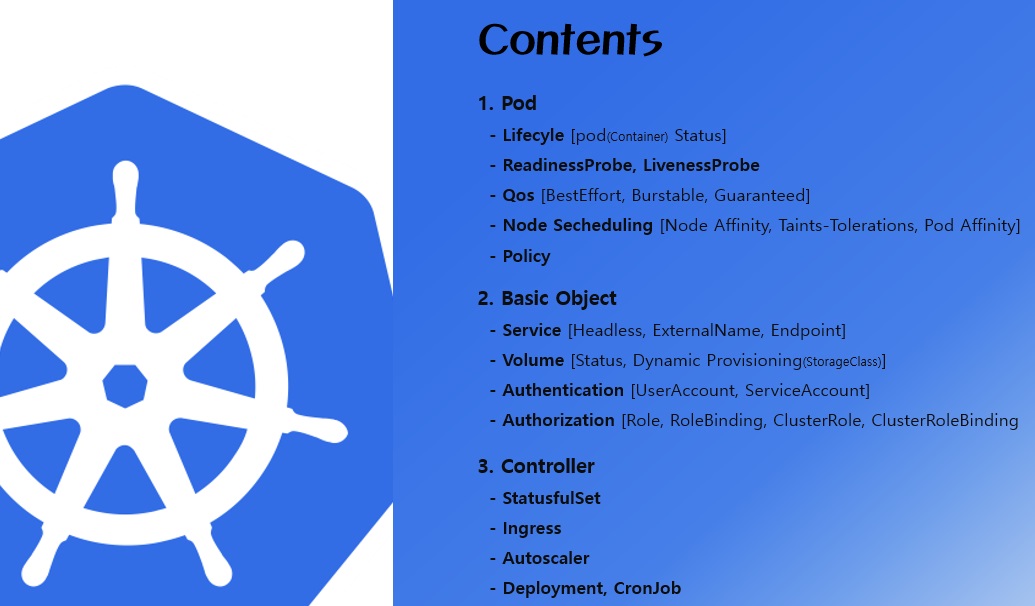 Contents
1. Pod
- Lifecyle [pod(Container) Status]
- ReadinessProbe, LivenessProbe
- Qos [BestEffort, Burstable, Guaranteed]
- Node Secheduling [Node Affinity, Taints-Tolerations, Pod Affinity]
- Policy
2. Basic Object
- Service [Headless, ExternalName, Endpoint]
- Volume [Status, Dynamic Provisioning(StorageClass)]
- Authentication [UserAccount, ServiceAccount]
- Authorization [Role, RoleBinding, ClusterRole, ClusterRoleBinding
3. Controller
- StatusfulSet
- Ingress
- Autoscaler
- Deployment, CronJob